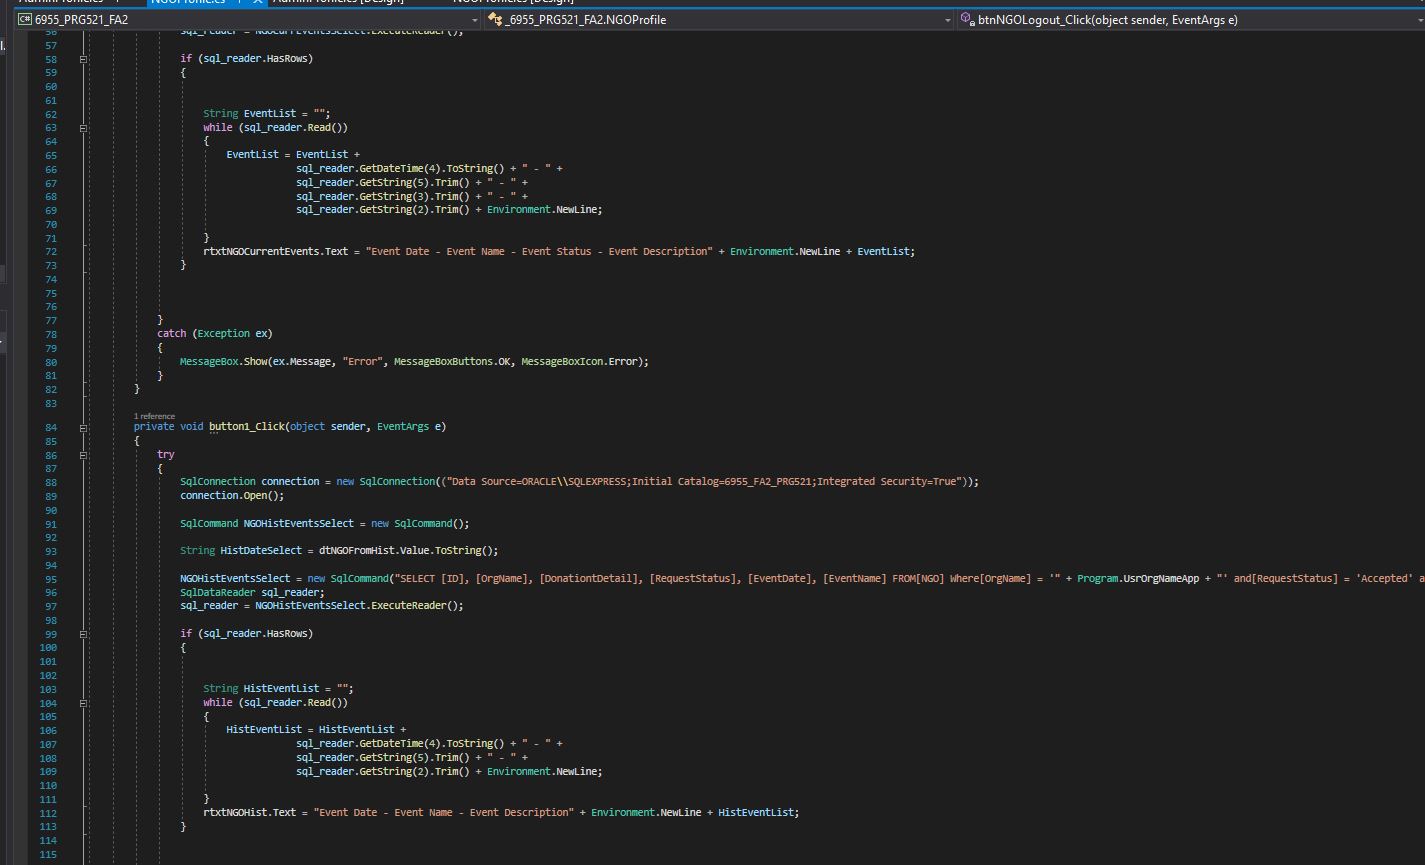 NGOProfile.cs
C# 6955_PRG521_FA2 _6955_PRG521_FA2.NGOProfile btnNGOLogout_Click(object sender, EventArgs e)
56 sql_reader = NGOCurrEventsSelect.ExecuteReader();
57
58 if (sql_reader.HasRows)
59 {
60
61
62 String EventList = "";
63 while (sql_reader.Read())
64 {
65 EventList = EventList +
66 sql_reader.GetDateTime(4).ToString() + " - " +
67 sql_reader.GetString(5).Trim() + " - " +
68 sql_reader.GetString(3).Trim() + " - " +
69 sql_reader.GetString(2).Trim() + Environment.NewLine;
70
71 }
72 rtxtNGOCurrentEvents.Text = "Event Date - Event Name - Event Status - Event Description" + Environment.NewLine + EventList;
73 }
74
75
76
77 }
78 catch (Exception ex)
79 {
80 MessageBox.Show(ex.Message, "Error", MessageBoxButtons.OK, MessageBoxIcon.Error);
81 }
82 }
83
1 reference
84 private void button1_Click(object sender, EventArgs e)
85 {
86 try
87 {
88 SqlConnection connection = new SqlConnection(("Data Source=ORACLE\\SQLEXPRESS;Initial Catalog=6955_FA2_PRG521;Integrated Security=True"));
89 connection.Open();
90
91 SqlCommand NGOHistEventsSelect = new SqlCommand();
92
93 String HistDateSelect = dtNGOFromHist.Value.ToString();
94
95 NGOHistEventsSelect = new SqlCommand("SELECT [ID], [OrgName], [DonationtDetail], [RequestStatus], [EventDate], [EventName] FROM[NGO] Where[OrgName] = '" + Program.UsrOrgNameApp + "' and[RequestStatus] = 'Accepted' a
96 SqlDataReader sql_reader;
97 sql_reader = NGOHistEventsSelect.ExecuteReader();
98
99 if (sql_reader.HasRows)
100 {
101
102
103 String HistEventList = "";
104 while (sql_reader.Read())
105 {
106 HistEventList = HistEventList +
107 sql_reader.GetDateTime(4).ToString() + " - " +
108 sql_reader.GetString(5).Trim() + " - " +
109 sql_reader.GetString(2).Trim() + Environment.NewLine;
110
111 }
112 rtxtNGOHist.Text = "Event Date - Event Name - Event Description" + Environment.NewLine + HistEventList;
113 }
114
115